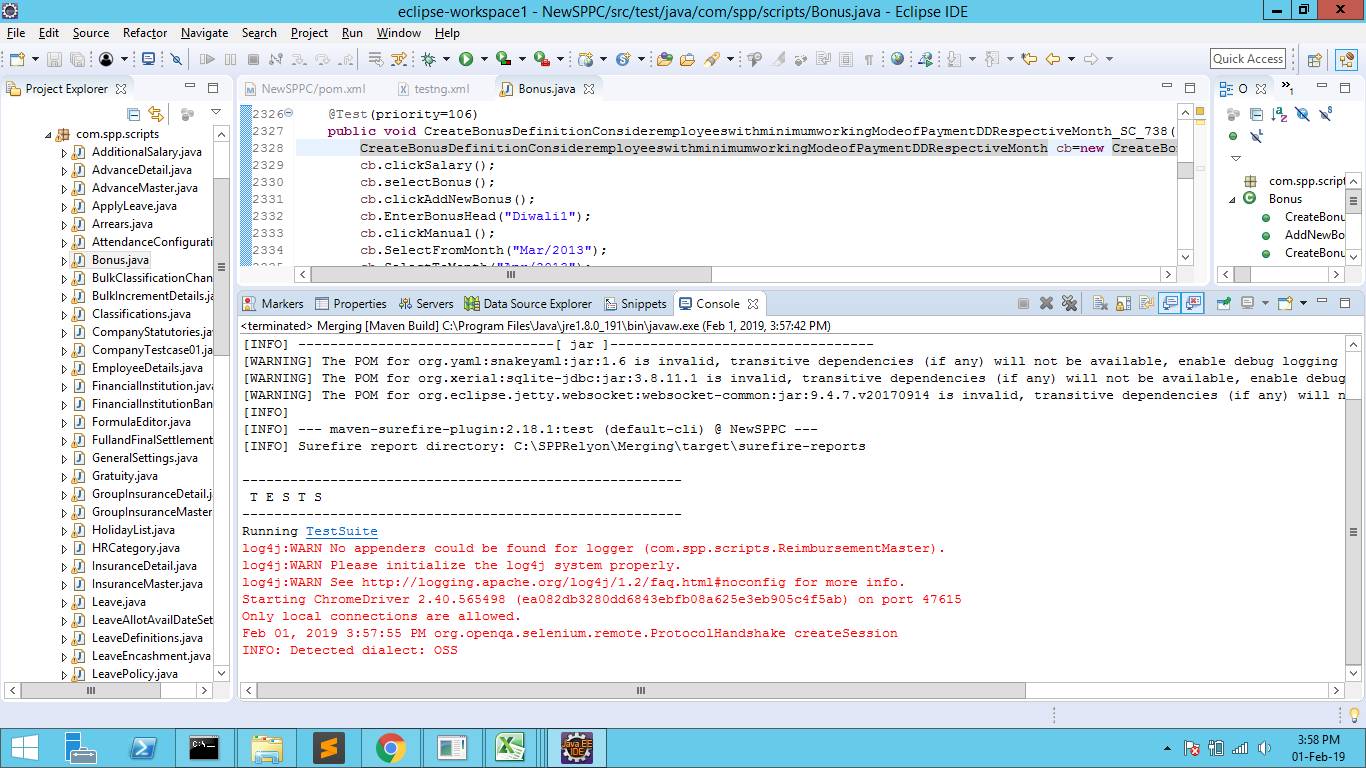 eclipse-workspace1 - NewSPPC/src/test/java/com/spp/scripts/Bonus.java - Eclipse IDE
File Edit Source Refactor Navigate Search Project Run Window Help
Quick Access
Project Explorer
com.spp.scripts
AdditionalSalary.java
AdvanceDetail.java
AdvanceMaster.java
ApplyLeave.java
Arrears.java
AttendanceConfigurati
Bonus.java
BulkClassificationChan
BulkIncrementDetails.ja
Classifications.java
CompanyStatutories.jav
CompanyTestcase01.ja
EmployeeDetails.java
FinancialInstitution.java
FinancialInstitutionBan
FormulaEditor.java
FullandFinalSettlement
GeneralSettings.java
Gratuity.java
GroupInsuranceDetail.j
GroupInsuranceMaster
HolidayList.java
HRCategory.java
InsuranceDetail.java
InsuranceMaster.java
Leave.java
LeaveAllotAvailDateSet
LeaveDefinitions.java
LeaveEncashment.java
LeavePolicy.java
NewSPPC/pom.xml testng.xml Bonus.java
2326 @Test(priority=106)
2327 public void CreateBonusDefinitionConsideremployeeswithminimumworkingModeofPaymentDDRespectiveMonth_SC_738(
2328 CreateBonusDefinitionConsideremployeeswithminimumworkingModeofPaymentDDRespectiveMonth cb=new CreateBo
2329 cb.clickSalary();
2330 cb.selectBonus();
2331 cb.clickAddNewBonus();
2332 cb.EnterBonusHead("Diwali1");
2333 cb.clickManual();
2334 cb.SelectFromMonth("Mar/2013");
O
com.spp.script
Bonus
CreateBonu
AddNewBo
CreateBonu
Markers Properties Servers Data Source Explorer Snippets Console
<terminated> Merging [Maven Build] C:\Program Files\Java\jre1.8.0_191\bin\javaw.exe (Feb 1, 2019, 3:57:42 PM)
[INFO] --------------------------------[ jar ]---------------------------------
[WARNING] The POM for org.yaml:snakeyaml:jar:1.6 is invalid, transitive dependencies (if any) will not be available, enable debug logging
[WARNING] The POM for org.xerial:sqlite-jdbc:jar:3.8.11.1 is invalid, transitive dependencies (if any) will not be available, enable debug
[WARNING] The POM for org.eclipse.jetty.websocket:websocket-common:jar:9.4.7.v20170914 is invalid, transitive dependencies (if any) will n
[INFO]
[INFO] --- maven-surefire-plugin:2.18.1:test (default-cli) @ NewSPPC ---
[INFO] Surefire report directory: C:\SPPRelyon\Merging\target\surefire-reports
-------------------------------------------------------
T E S T S
-------------------------------------------------------
Running TestSuite
log4j:WARN No appenders could be found for logger (com.spp.scripts.ReimbursementMaster).
log4j:WARN Please initialize the log4j system properly.
log4j:WARN See http://logging.apache.org/log4j/1.2/faq.html#noconfig for more info.
Starting ChromeDriver 2.40.565498 (ea082db3280dd6843ebfb08a625e3eb905c4f5ab) on port 47615
Only local connections are allowed.
Feb 01, 2019 3:57:55 PM org.openqa.selenium.remote.ProtocolHandshake createSession
INFO: Detected dialect: OSS
3:58 PM
01-Feb-19